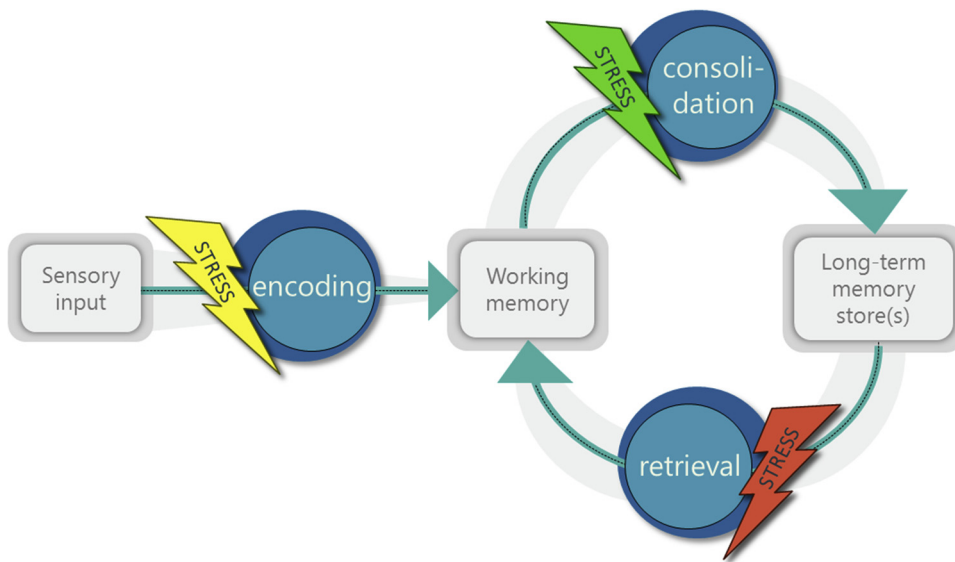 Sensory
input
STRESS
encoding
Working
memory
STRESS
consoli-
dation
Long-term
memory
store(s)
retrieval
STRESS